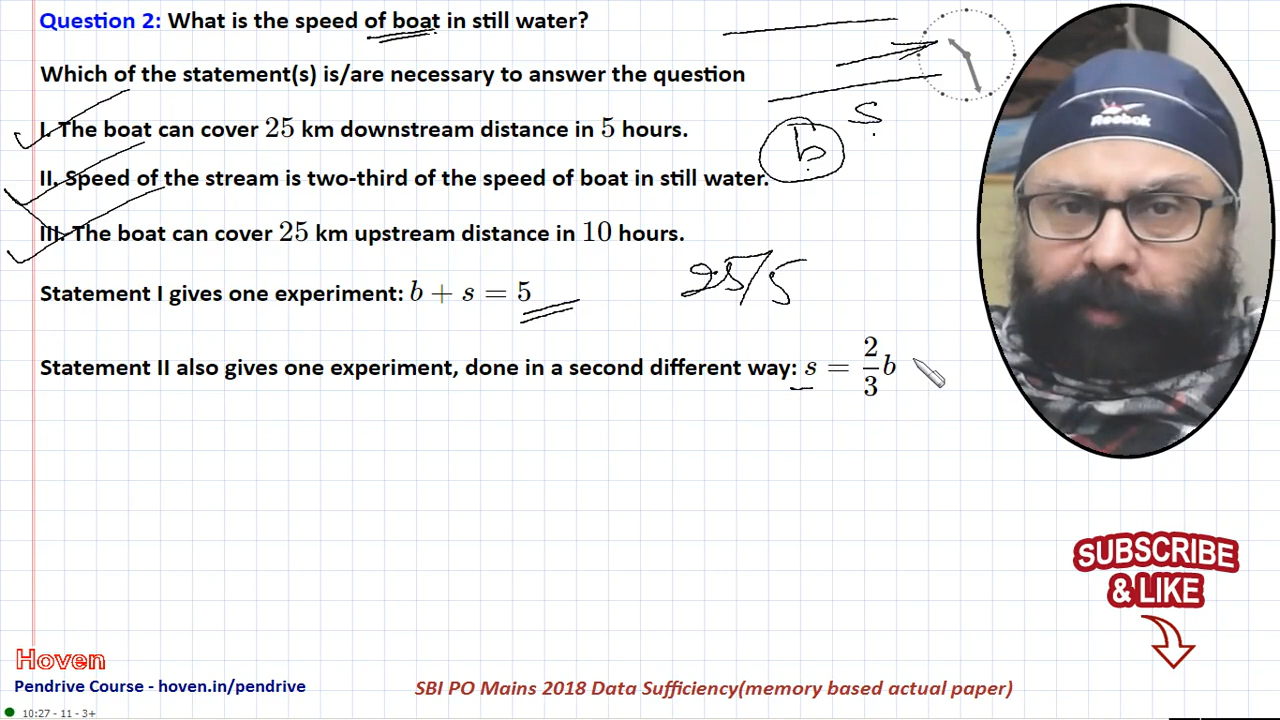 Question 2: What is the speed of boat in still water?
Which of the statement(s) is/are necessary to answer the question
I. The boat can cover 25 km downstream distance in 5 hours.
s
b
II. Speed of the stream is two-third of the speed of boat in still water.
III. The boat can cover 25 km upstream distance in 10 hours.
25/5
Statement I gives one experiment: b + s = 5
Statement II also gives one experiment, done in a second different way: s = 2/3 b
Reebok
SUBSCRIBE
& LIKE
Hoven
Pendrive Course - hoven.in/pendrive
SBI PO Mains 2018 Data Sufficiency(memory based actual paper)
10:27 - 11 - 3+